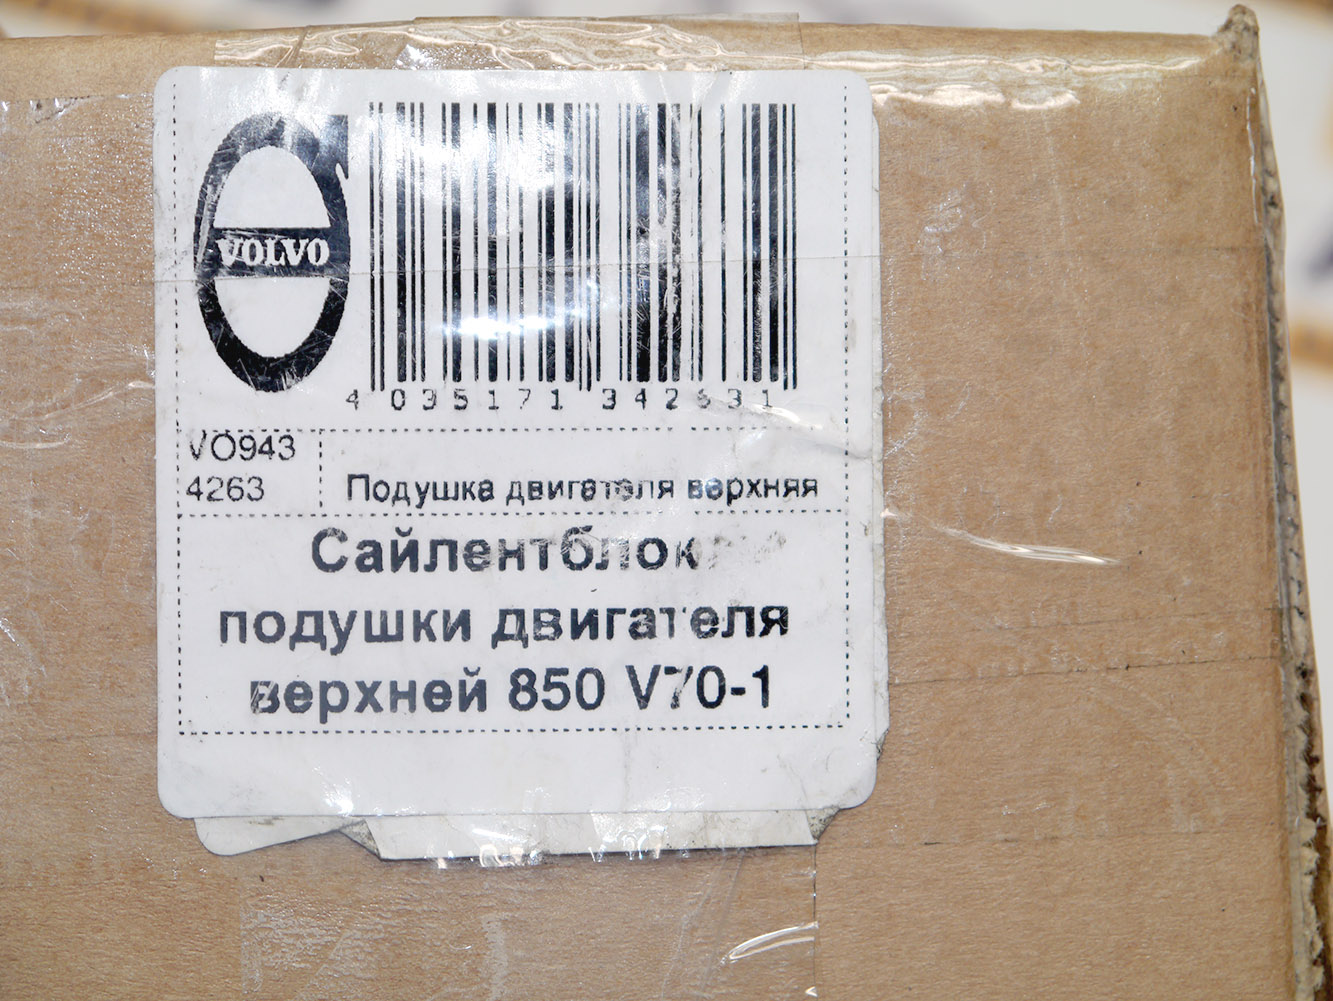 VOLVO
4 035171 342631
VO943
4263
Подушка двигателя верхняя
Сайлентблок
подушки двигателя
верхней 850 V70-1